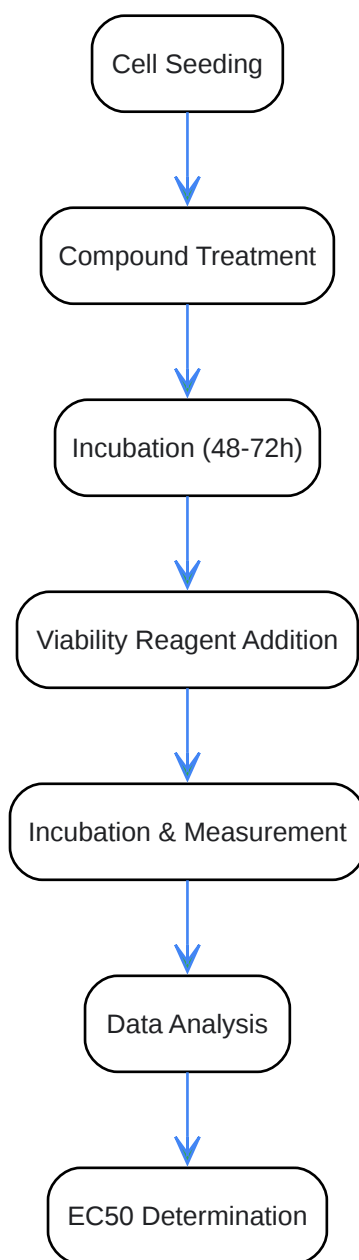 Cell Seeding
Compound Treatment
Incubation (48-72h)
Viability Reagent Addition
Incubation & Measurement
Data Analysis
EC50 Determination